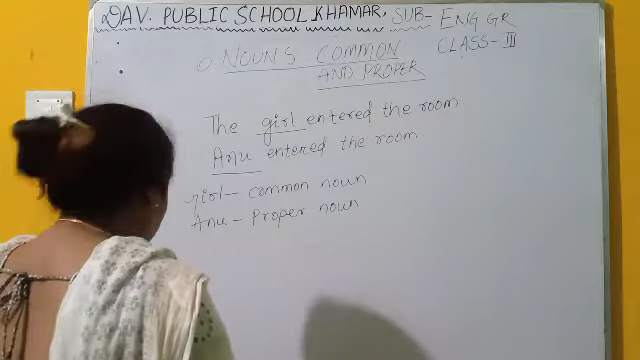 DAV. PUBLIC SCHOOL KHAMAR, SUB- ENG GR
CLASS-III
NOUNS COMMON
AND PROPER
The girl entered the room
Anu entered the room
girl- common noun
Anu - Proper noun